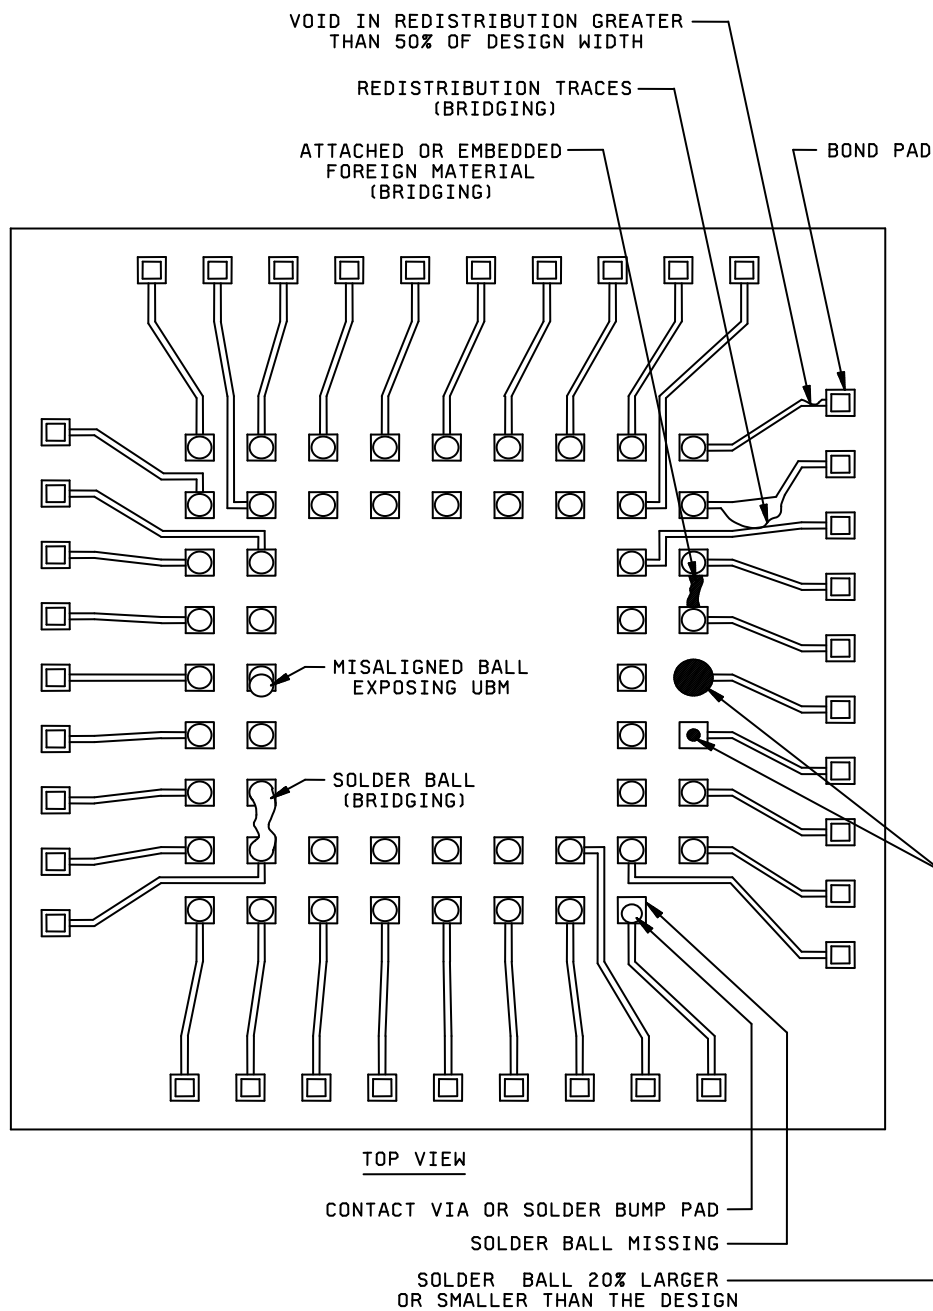 VOID IN REDISTRIBUTION GREATER
THAN 50% OF DESIGN WIDTH
REDISTRIBUTION TRACES
(BRIDGING)
ATTACHED OR EMBEDDED
FOREIGN MATERIAL
(BRIDGING)
BOND PAD
MISALIGNED BALL
EXPOSING UBM
SOLDER BALL
(BRIDGING)
TOP VIEW
CONTACT VIA OR SOLDER BUMP PAD
SOLDER BALL MISSING
SOLDER BALL 20% LARGER
OR SMALLER THAN THE DESIGN